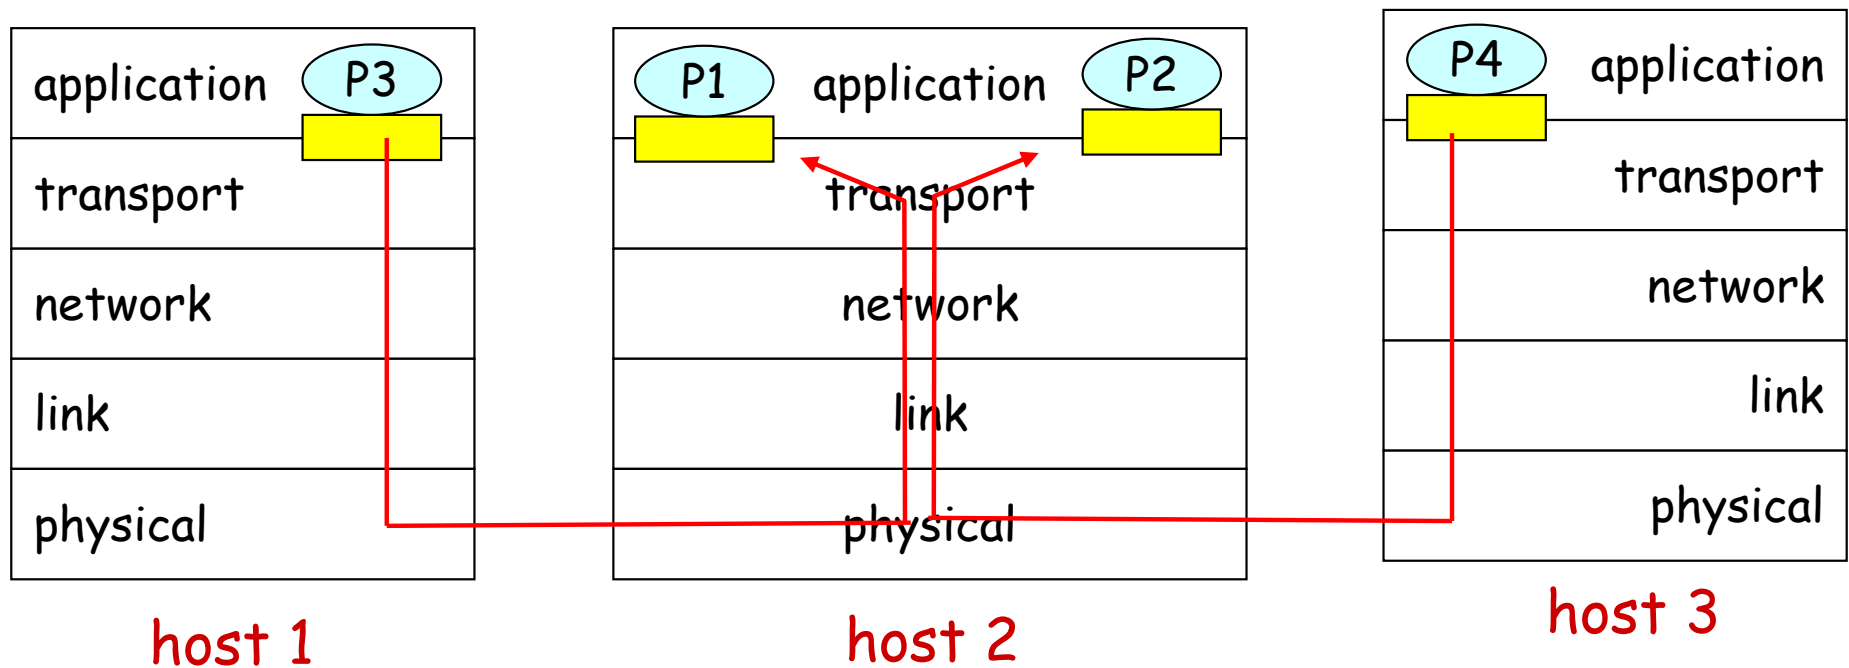 application
P3
transport
network
link
physical
host 1
P1
application
P2
transport
network
link
physical
host 2
P4
application
transport
network
link
physical
host 3